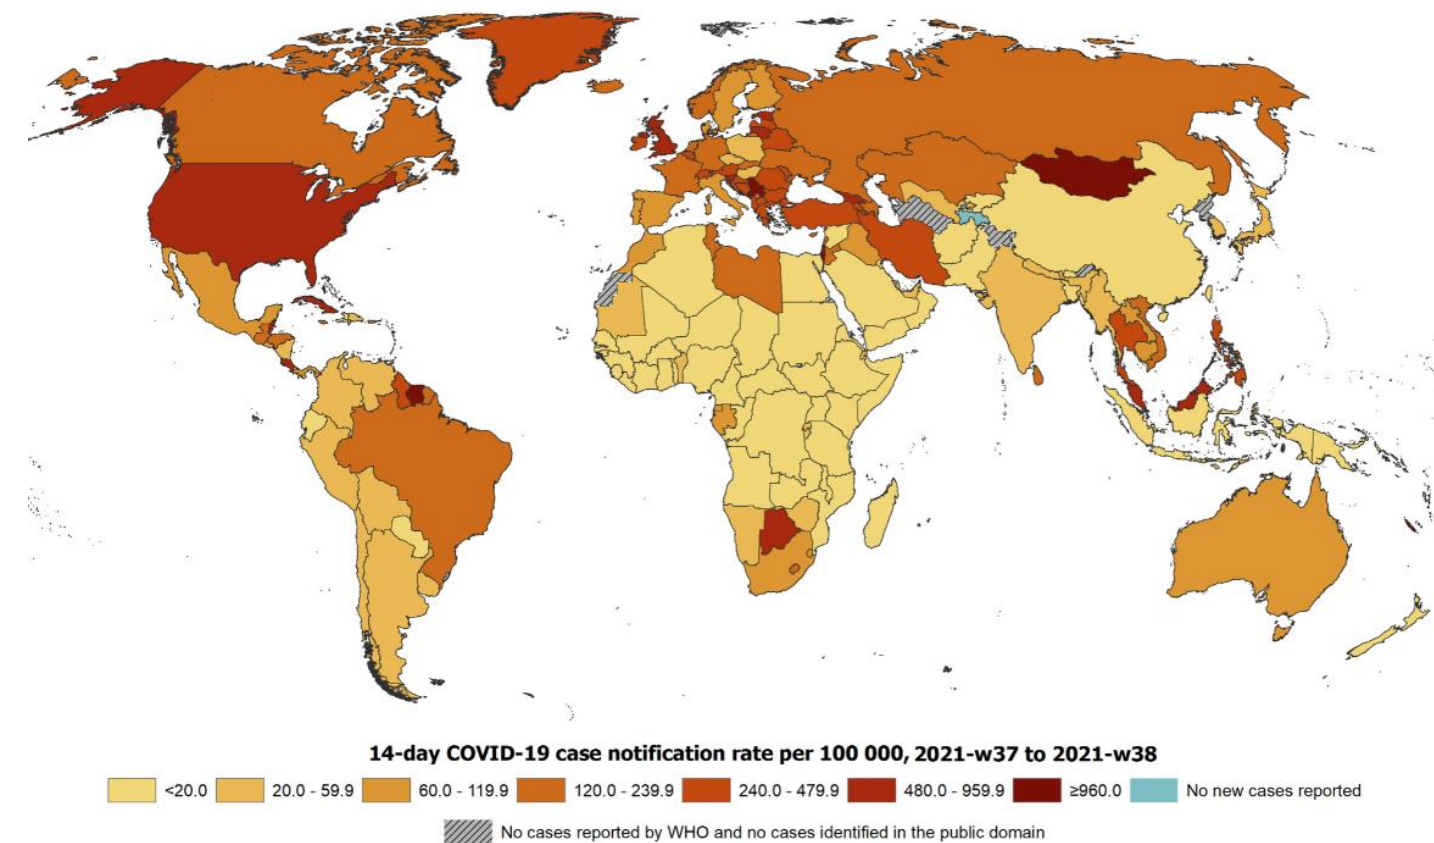 14-day COVID-19 case notification rate per 100 000, 2021-w37 to 2021-w38
<20.0 20.0 - 59.9 60.0 - 119.9 120.0 - 239.9 240.0 - 479.9 480.0 - 959.9 ≥960.0 No new cases reported
No cases reported by WHO and no cases identified in the public domain